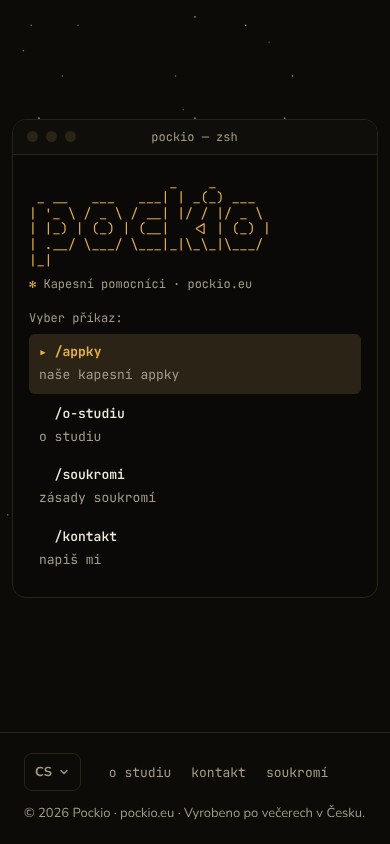 pockio — zsh
pockio
✻ Kapesní pomocníci · pockio.eu
Vyber příkaz:
▸ /appky
naše kapesní appky
/o-studiu
o studiu
/soukromi
zásady soukromí
/kontakt
napiš mi
CS
o studiu kontakt soukromí
© 2026 Pockio · pockio.eu · Vyrobeno po večerech v Česku.